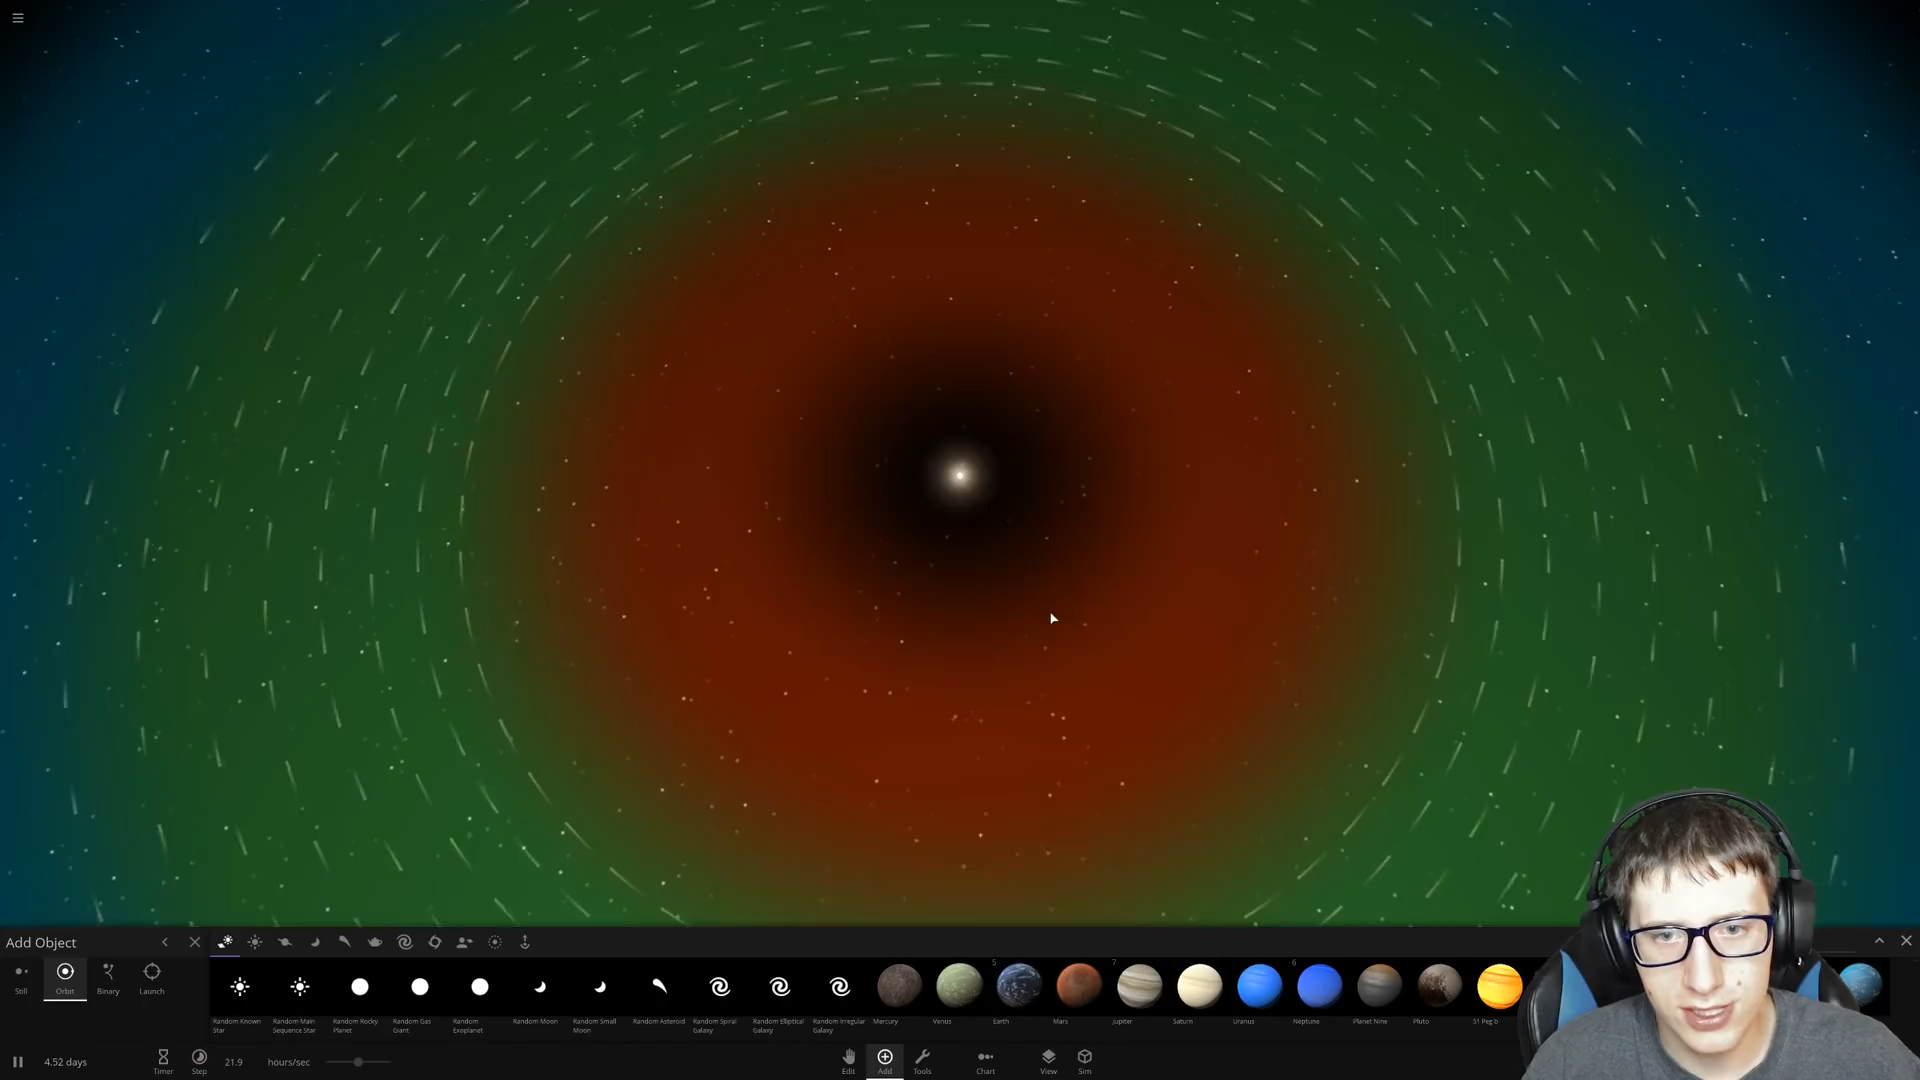 Add Object
Still
Orbit
Binary
Launch
Random Known
Star
Random Main
Sequence Star
Random Rocky
Planet
Random Gas
Giant
Random
Exoplanet
Random Moon
Random Small
Moon
Random Asteroid
Random Spiral
Galaxy
Random Elliptical
Galaxy
Random Irregular
Galaxy
Mercury
Venus
5
Earth
Mars
7
Jupiter
Saturn
Uranus
6
Neptune
Planet Nine
Pluto
51 Peg b
4.52 days
Timer
Step
21.9
hours/sec
Edit
Add
Tools
Chart
View
Sim